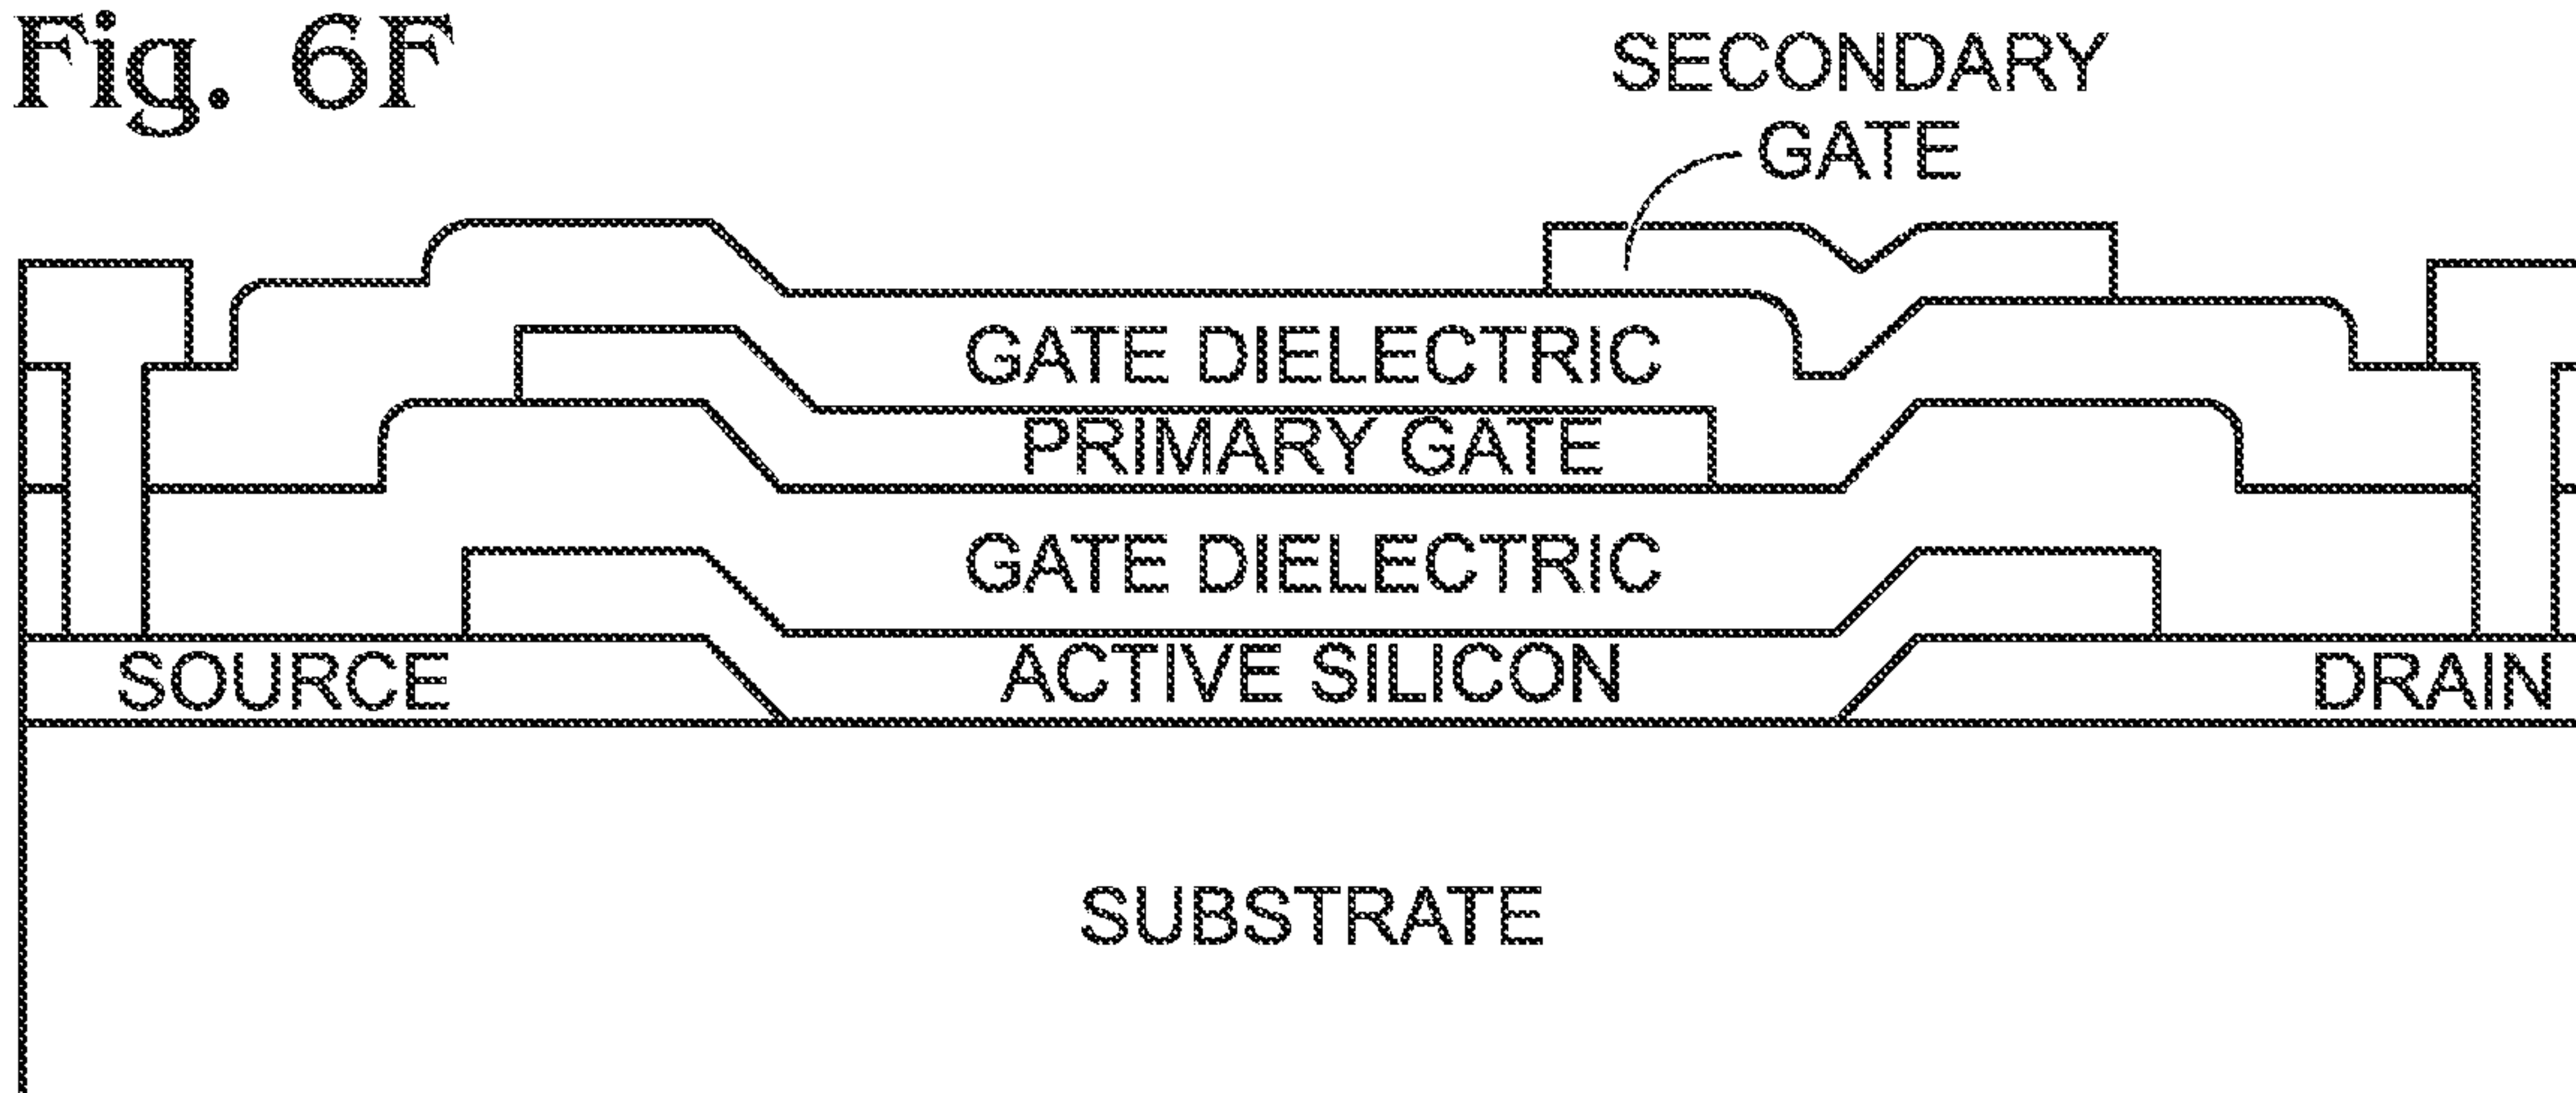 Fig. 6F
SECONDARY
GATE
GATE DIELECTRIC
PRIMARY GATE
GATE DIELECTRIC
SOURCE
ACTIVE SILICON
DRAIN
SUBSTRATE